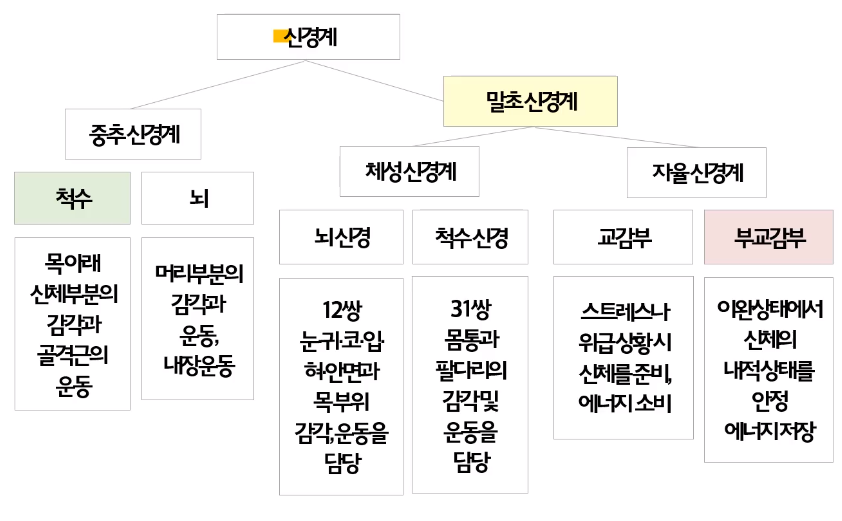 신경계
말초 신경계
중추 신경계
체성 신경계
자율 신경계
척수
뇌
뇌 신경
척수 신경
교감부
부교감부
목 아래
신체부분의
감각과
골격근의
운동
머리부분의
감각과
운동,
내장운동
12쌍
눈·귀·코·입·
혀·안면과
목 부위
감각,운동을
담당
31쌍
몸통과
팔다리의
감각 및
운동을
담당
스트레스나
위급 상황 시
신체를 준비,
에너지 소비
이완상태에서
신체의
내적상태를
안정
에너지 저장